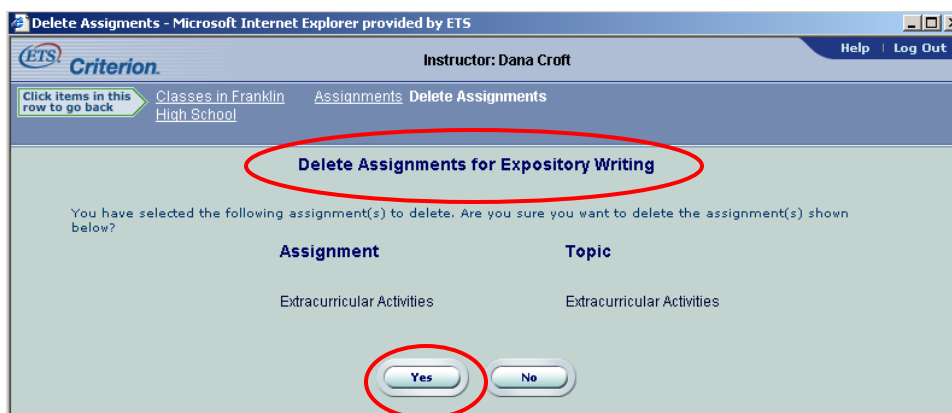 Delete Assigments - Microsoft Internet Explorer provided by ETS
ETS Criterion.
Instructor: Dana Croft
Help | Log Out
Click items in this row to go back
Classes in Franklin High School
Assignments Delete Assignments
Delete Assignments for Expository Writing
You have selected the following assignment(s) to delete. Are you sure you want to delete the assignment(s) shown
below?
Assignment Topic
Extracurricular Activities Extracurricular Activities
Yes No